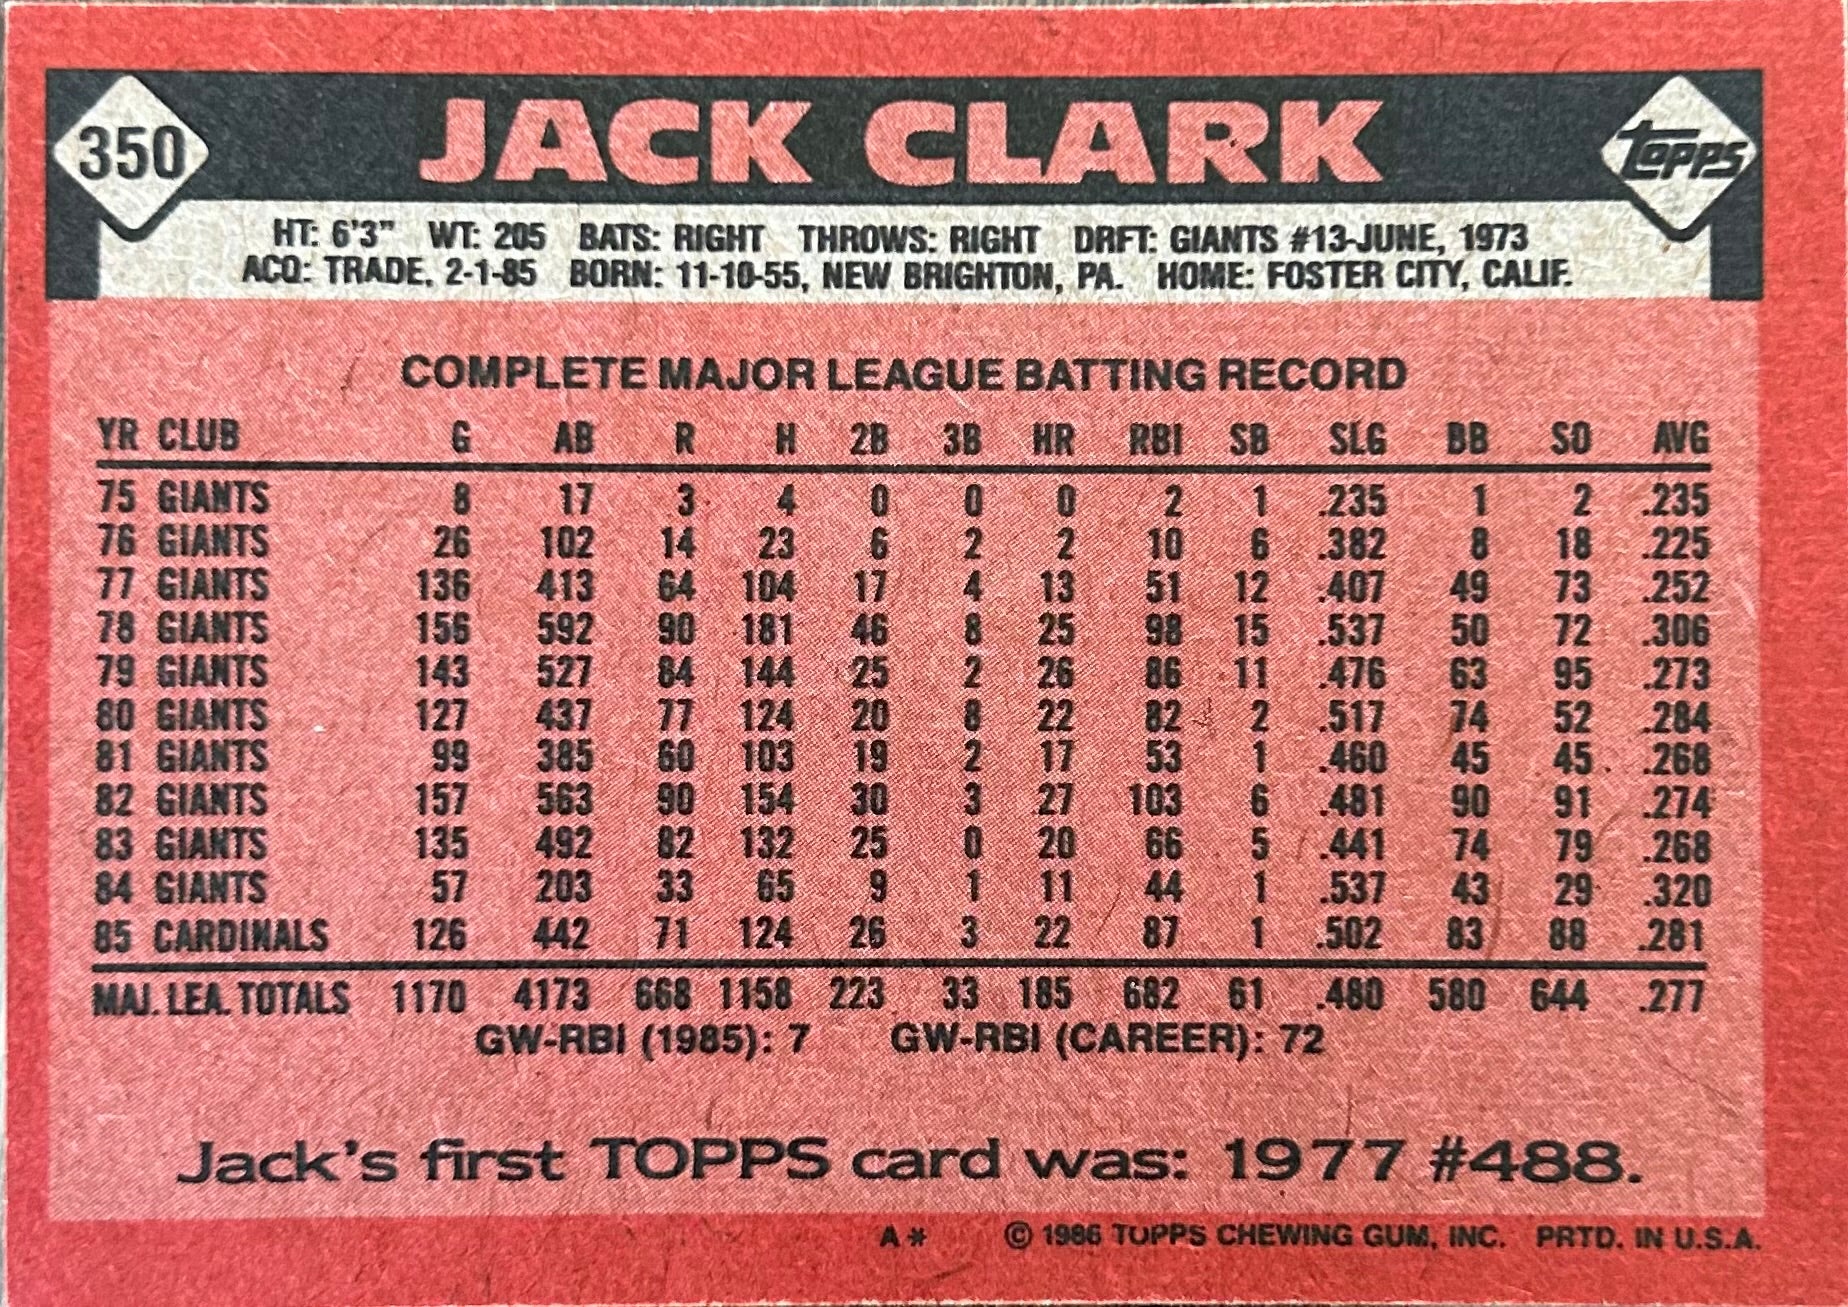 350 JACK CLARK topps
HT: 6'3" WT: 205 BATS: RIGHT THROWS: RIGHT DRFT: GIANTS #13-JUNE, 1973
ACQ: TRADE, 2-1-85 BORN: 11-10-55, NEW BRIGHTON, PA. HOME: FOSTER CITY, CALIF.
COMPLETE MAJOR LEAGUE BATTING RECORD
YR CLUB G AB R H 2B 3B HR RBI SB SLG BB SO AVG
75 GIANTS 8 17 3 4 0 0 0 2 1 .235 1 2 .235
76 GIANTS 26 102 14 23 6 2 2 10 6 .382 8 18 .225
77 GIANTS 136 413 64 104 17 4 13 51 12 .407 49 73 .252
78 GIANTS 156 592 90 181 46 8 25 98 15 .537 50 72 .306
79 GIANTS 143 527 84 144 25 2 26 86 11 .476 63 95 .273
80 GIANTS 127 437 77 124 20 8 22 82 2 .517 74 52 .284
81 GIANTS 99 385 60 103 19 2 17 53 1 .460 45 45 .268
82 GIANTS 157 563 90 154 30 3 27 103 6 .481 90 91 .274
83 GIANTS 135 492 82 132 25 0 20 66 5 .441 74 79 .268
84 GIANTS 57 203 33 65 9 1 11 44 1 .537 43 29 .320
85 CARDINALS 126 442 71 124 26 3 22 87 1 .502 83 88 .281
MAJ. LEA. TOTALS 1170 4173 668 1158 223 33 185 682 61 .480 580 644 .277
GW-RBI (1985): 7 GW-RBI (CAREER): 72
Jack's first TOPPS card was: 1977 #488.
A* © 1986 TOPPS CHEWING GUM, INC. PRTD. IN U.S.A.